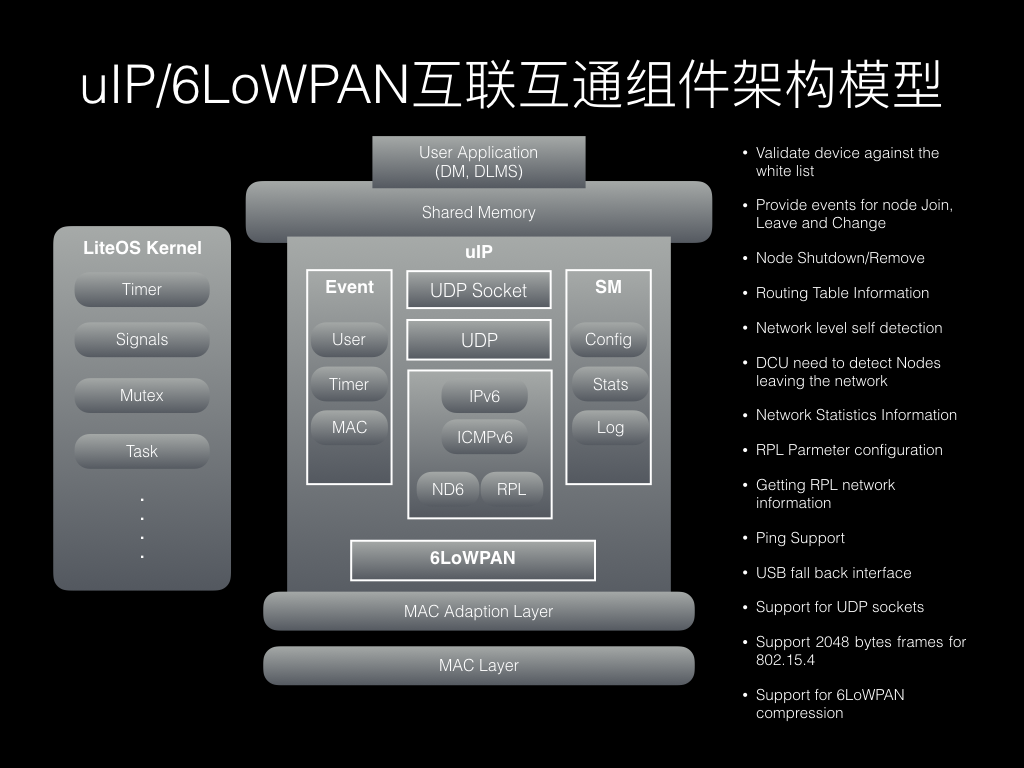 uIP/6LoWPAN互联互通组件架构模型
User Application
(DM, DLMS)
Shared Memory
LiteOS Kernel
Timer
Signals
Mutex
Task
.
.
.
.
uIP
Event
User
Timer
MAC
UDP Socket
UDP
IPv6
ICMPv6
ND6
RPL
SM
Config
Stats
Log
6LoWPAN
MAC Adaption Layer
MAC Layer
• Validate device against the
white list
• Provide events for node Join,
Leave and Change
• Node Shutdown/Remove
• Routing Table Information
• Network level self detection
• DCU need to detect Nodes
leaving the network
• Network Statistics Information
• RPL Parmeter configuration
• Getting RPL network
information
• Ping Support
• USB fall back interface
• Support for UDP sockets
• Support 2048 bytes frames for
802.15.4
• Support for 6LoWPAN
compression